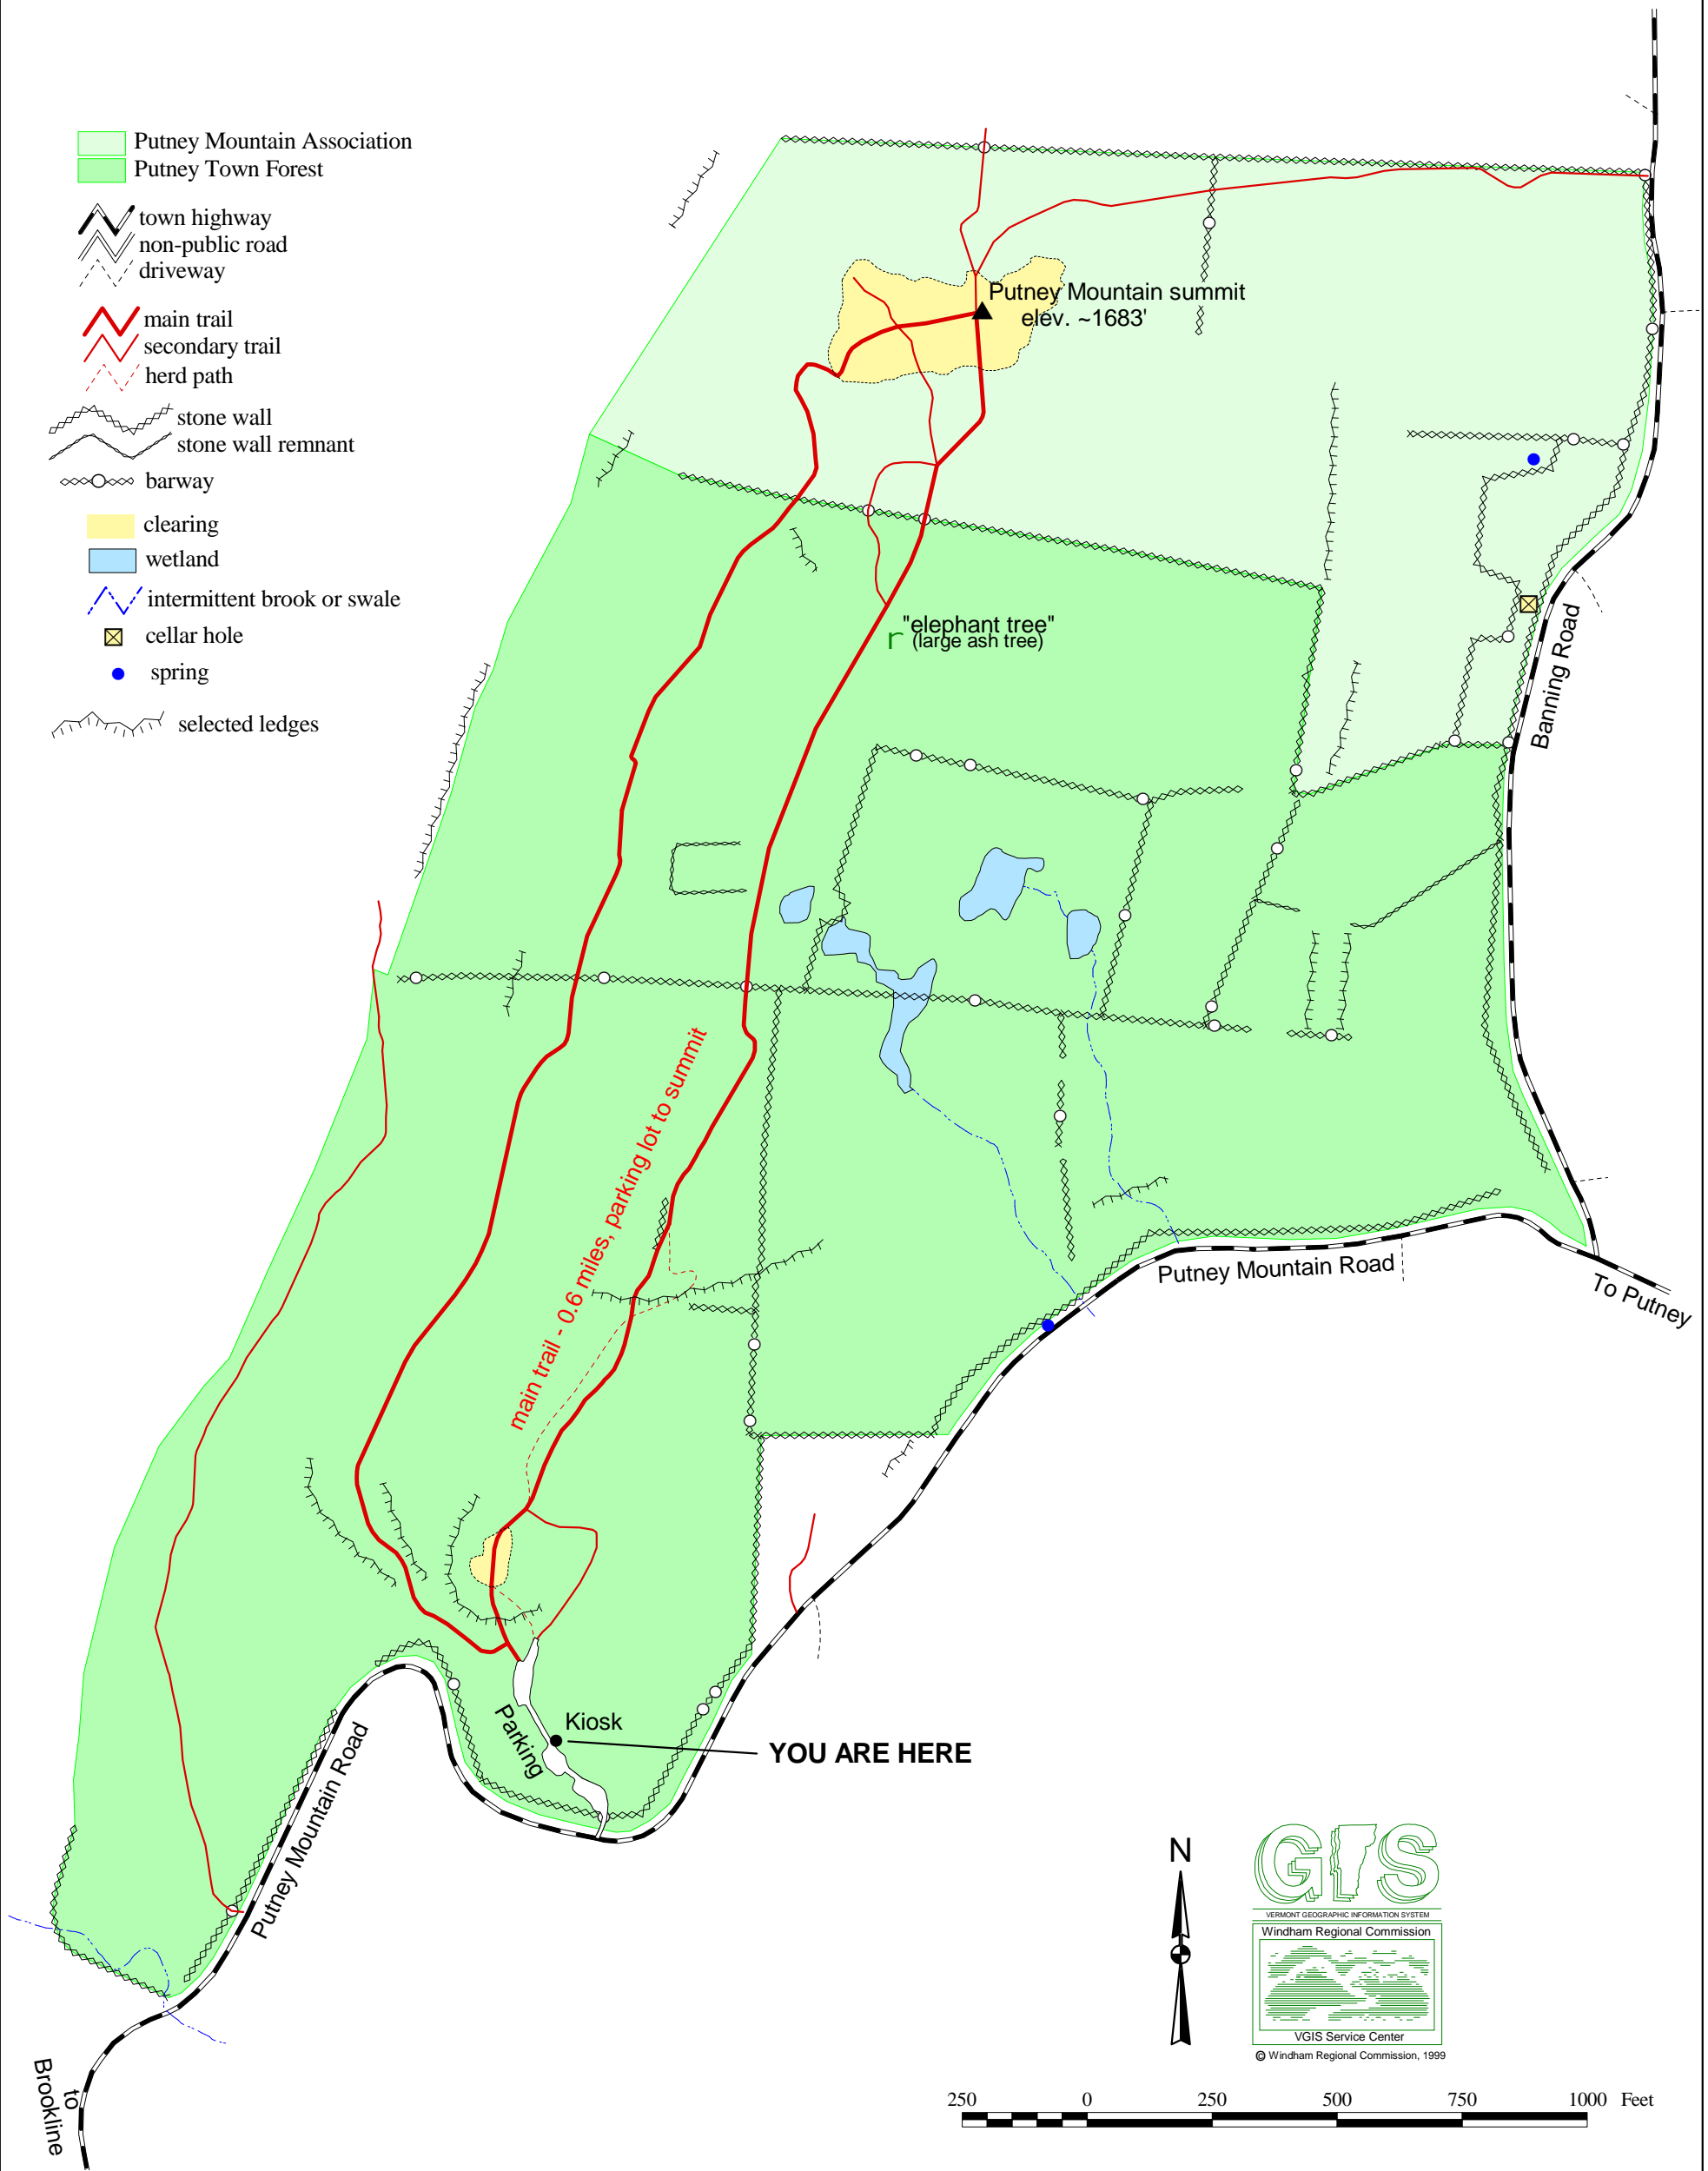 Putney Mountain Association
Putney Town Forest
town highway
non-public road
driveway
main trail
secondary trail
herd path
stone wall
stone wall remnant
barway
clearing
wetland
intermittent brook or swale
cellar hole
spring
selected ledges
Putney Mountain summit
elev. ~1683'
r "elephant tree"
(large ash tree)
Banning Road
main trail - 0.6 miles, parking lot to summit
Putney Mountain Road
To Putney
Kiosk
Parking
YOU ARE HERE
Putney Mountain Road
to
Brookline
N
GIS
VERMONT GEOGRAPHIC INFORMATION SYSTEM
Windham Regional Commission
VGIS Service Center
© Windham Regional Commission, 1999
250 0 250 500 750 1000 Feet